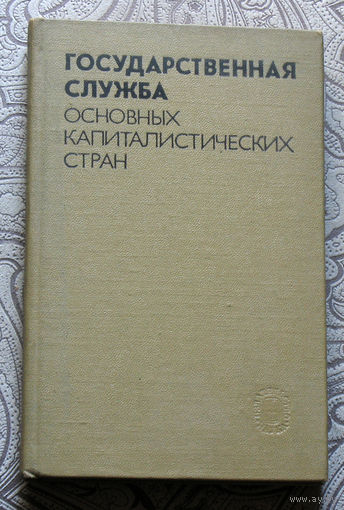 ГОСУДАРСТВЕННАЯ
СЛУЖБА
ОСНОВНЫХ
КАПИТАЛИСТИЧЕСКИХ
СТРАН